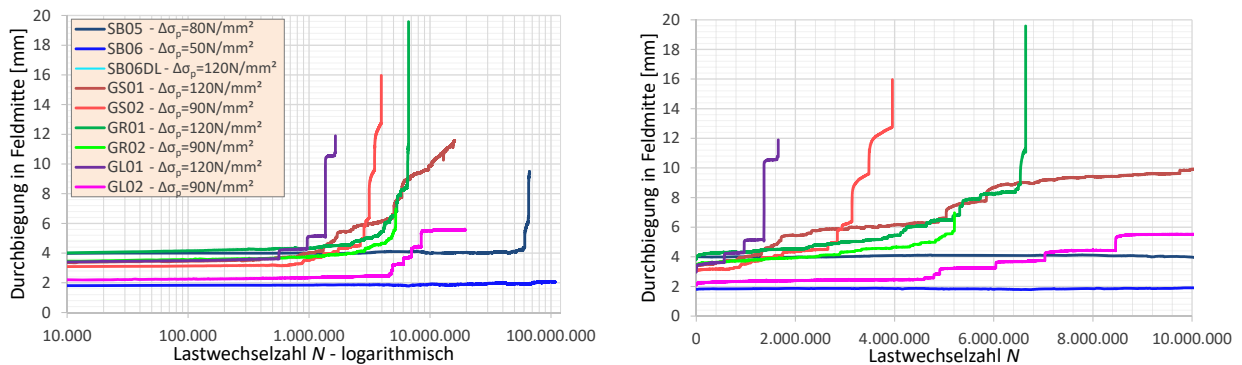 Durchbiegung in Feldmitte [mm]
20
18
16
14
12
10
8
6
4
2
0
SB05 - Δσp=80N/mm²
SB06 - Δσp=50N/mm²
SB06DL - Δσp=120N/mm²
GS01 - Δσp=120N/mm²
GS02 - Δσp=90N/mm²
GR01 - Δσp=120N/mm²
GR02 - Δσp=90N/mm²
GL01 - Δσp=120N/mm²
GL02 - Δσp=90N/mm²
10.000
100.000
1.000.000
10.000.000
100.000.000
Lastwechselzahl N - logarithmisch
Durchbiegung in Feldmitte [mm]
20
18
16
14
12
10
8
6
4
2
0
0
2.000.000
4.000.000
6.000.000
8.000.000
10.000.000
Lastwechselzahl N